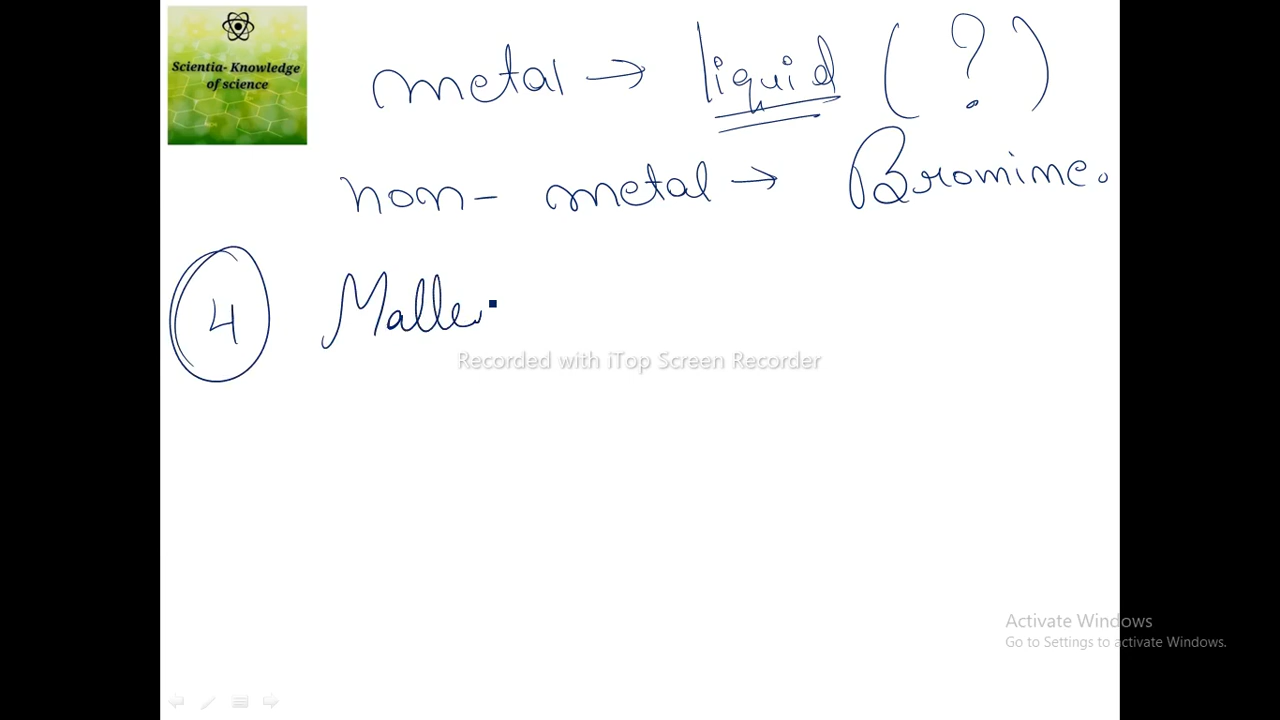 Scientia- Knowledge
of science
metal → liquid (?)
non- metal → Bromine.
4 Malle
Recorded with iTop Screen Recorder
Activate Windows
Go to Settings to activate Windows.